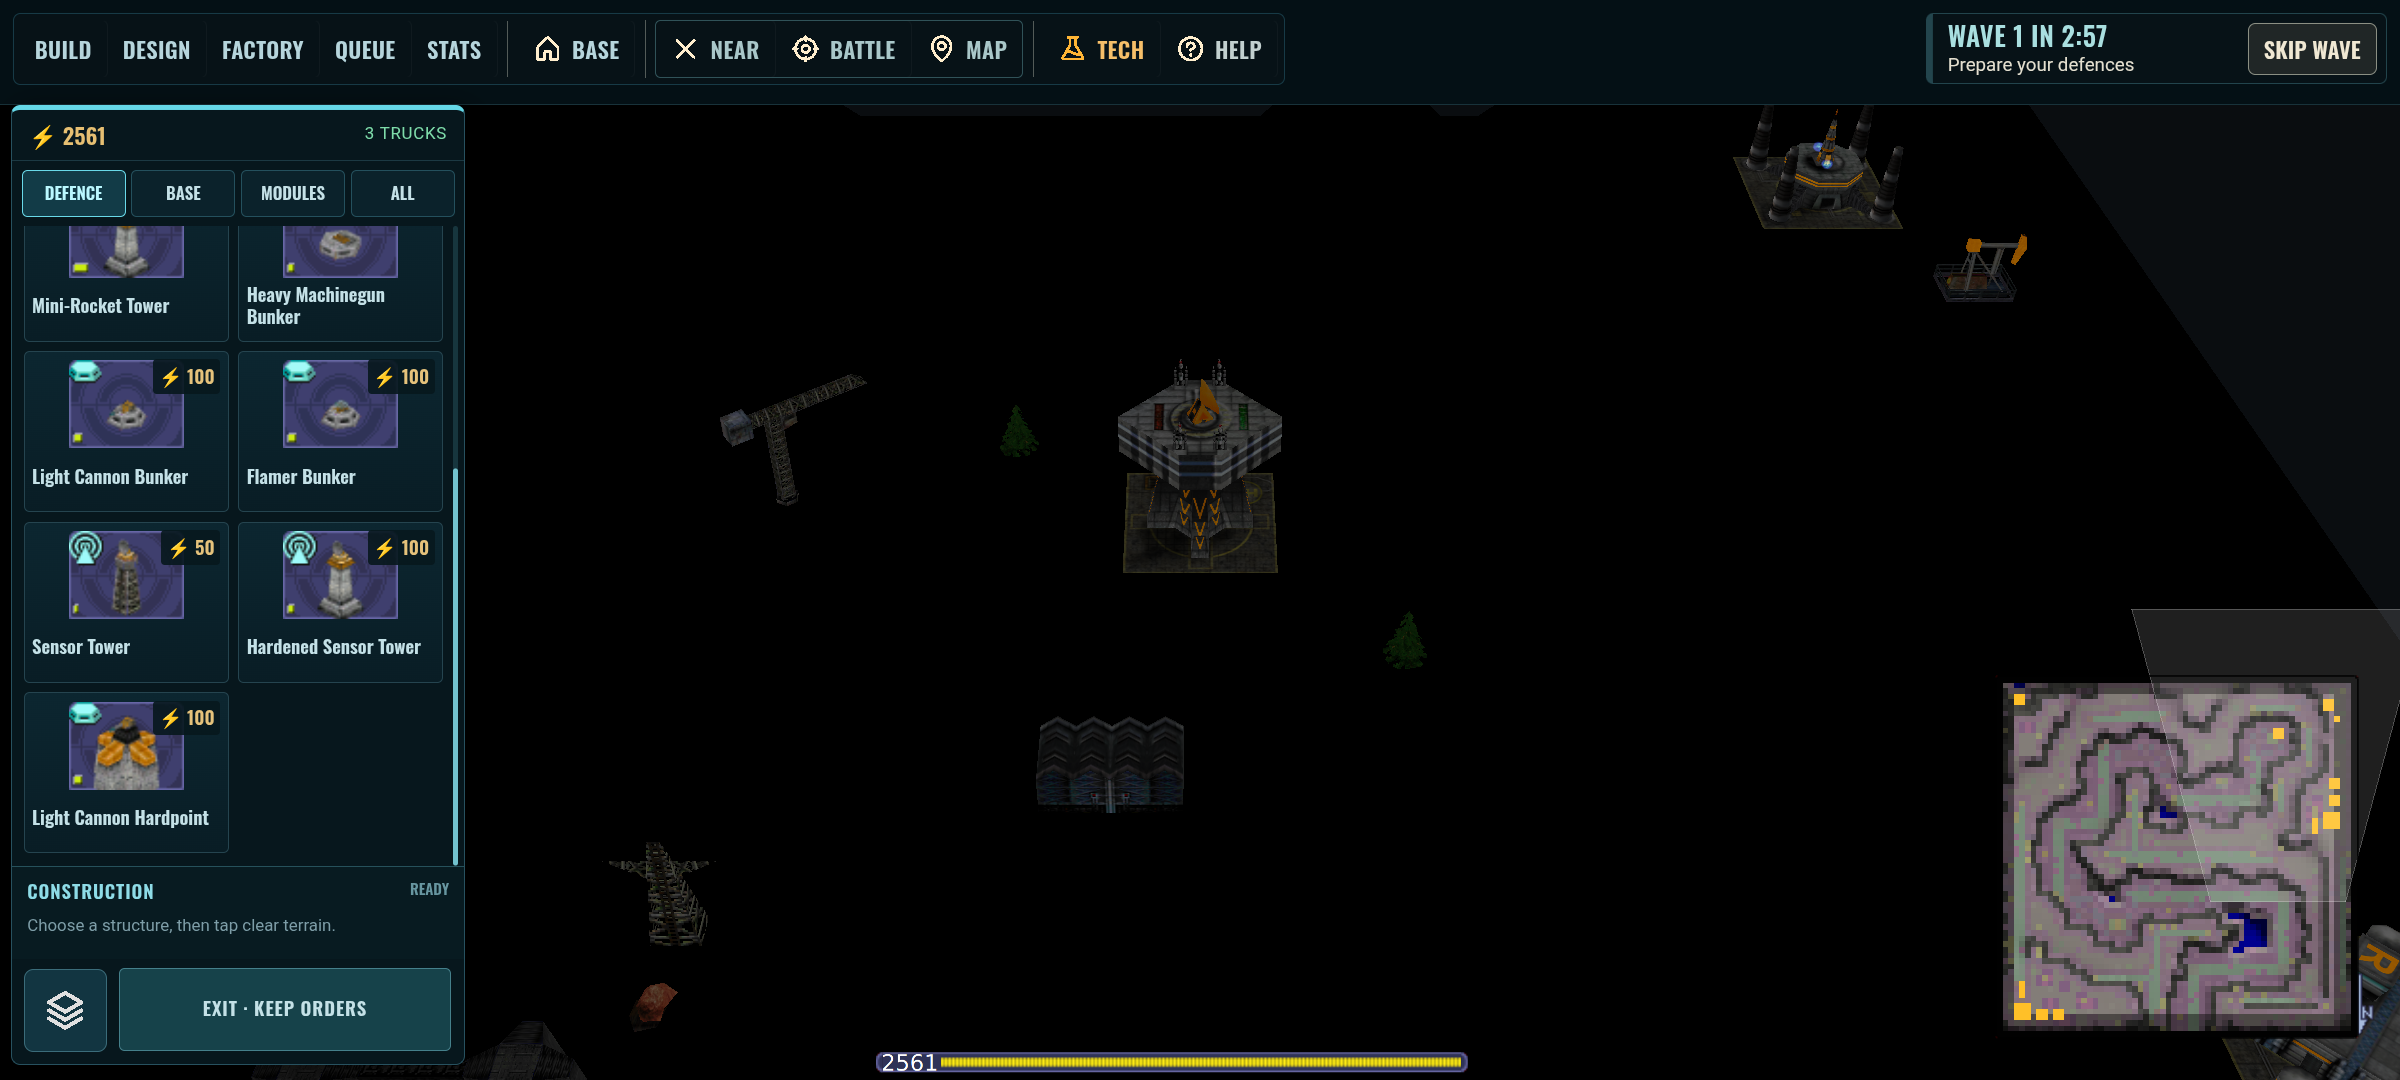 BUILD
DESIGN
FACTORY
QUEUE
STATS
BASE
NEAR
BATTLE
MAP
TECH
HELP
WAVE 1 IN 2:57
Prepare your defences
SKIP WAVE
2561
3 TRUCKS
DEFENCE
BASE
MODULES
ALL
Mini-Rocket Tower
Heavy Machinegun
Bunker
100
Light Cannon Bunker
100
Flamer Bunker
50
Sensor Tower
100
Hardened Sensor Tower
100
Light Cannon Hardpoint
CONSTRUCTION
READY
Choose a structure, then tap clear terrain.
EXIT · KEEP ORDERS
2561
R
N